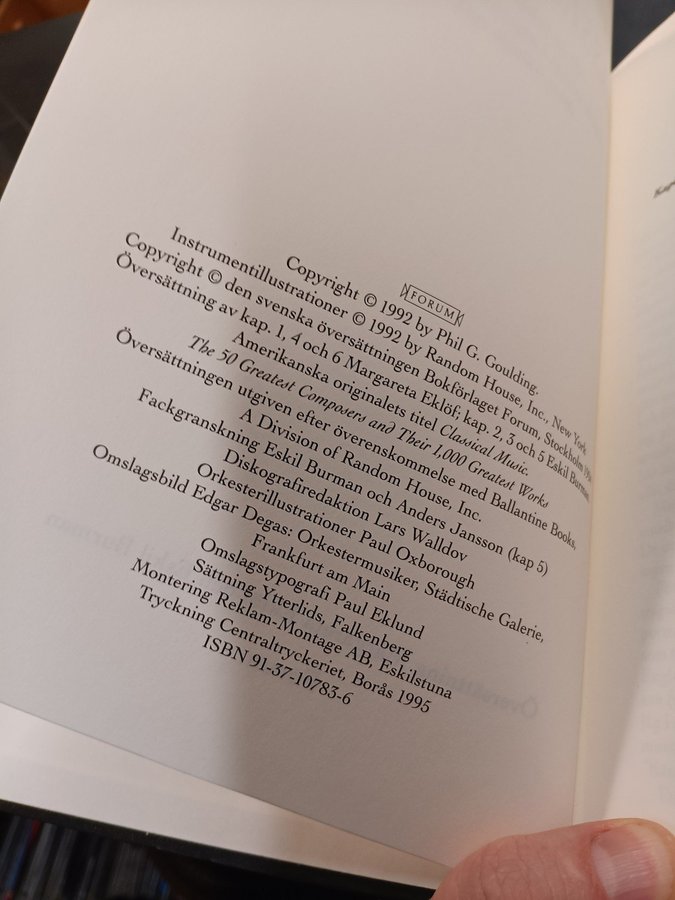 FORUM
Copyright © 1992 by Phil G. Goulding.
Instrumentillustrationer © 1992 by Random House, Inc., New York
Copyright © den svenska översättningen Bokförlaget Forum, Stockholm
Översättning av kap. 1, 4 och 6 Margareta Eklöf; kap. 2, 3 och 5 Eskil Burman
Amerikanska originalets titel Classical Music.
The 50 Greatest Composers and Their 1,000 Greatest Works
Översättningen utgiven efter överenskommelse med Ballantine Books,
A Division of Random House, Inc.
Fackgranskning Eskil Burman och Anders Jansson (kap 5)
Diskografiredaktion Lars Walldov
Orkesterillustrationer Paul Oxborough
Omslagsbild Edgar Degas: Orkestermusiker, Städtische Galerie,
Frankfurt am Main
Omslagstypografi Paul Eklund
Sättning Ytterlids, Falkenberg
Montering Reklam-Montage AB, Eskilstuna
Tryckning Centraltryckeriet, Borås 1995
ISBN 91-37-10783-6